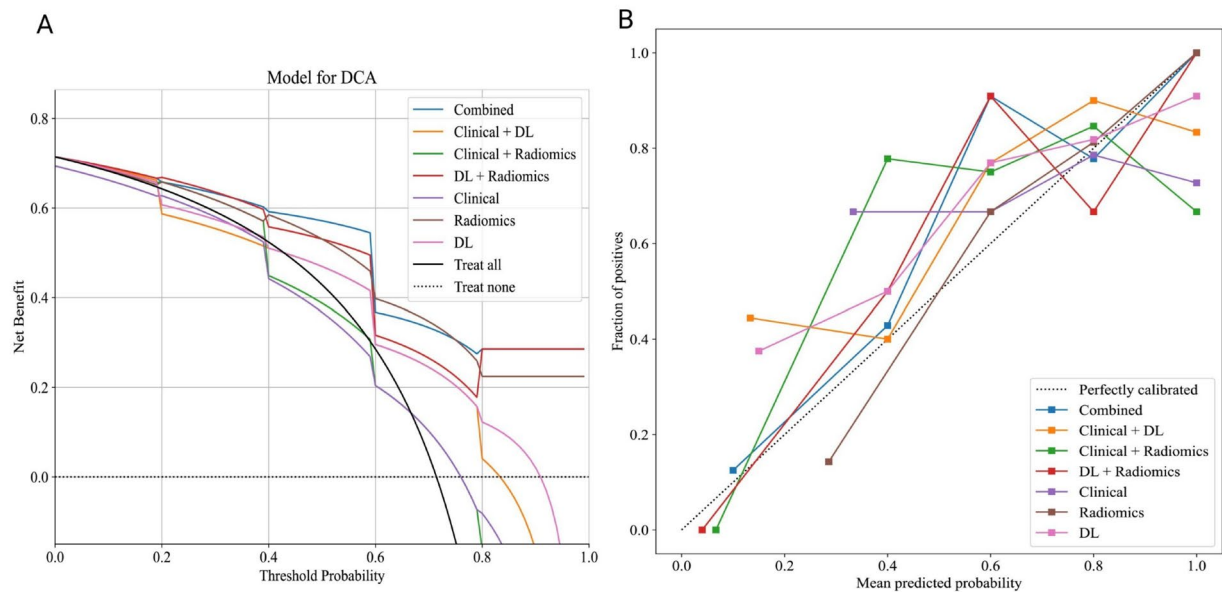 A
Model for DCA
Combined
Clinical + DL
Clinical + Radiomics
DL + Radiomics
Clinical
Radiomics
DL
Treat all
Treat none
Net Benefit
0.8
0.6
0.4
0.2
0.0
0.0 0.2 0.4 0.6 0.8 1.0
Threshold Probability
B
Fraction of positives
1.0
0.8
0.6
0.4
0.2
0.0
Perfectly calibrated
Combined
Clinical + DL
Clinical + Radiomics
DL + Radiomics
Clinical
Radiomics
DL
0.0 0.2 0.4 0.6 0.8 1.0
Mean predicted probability